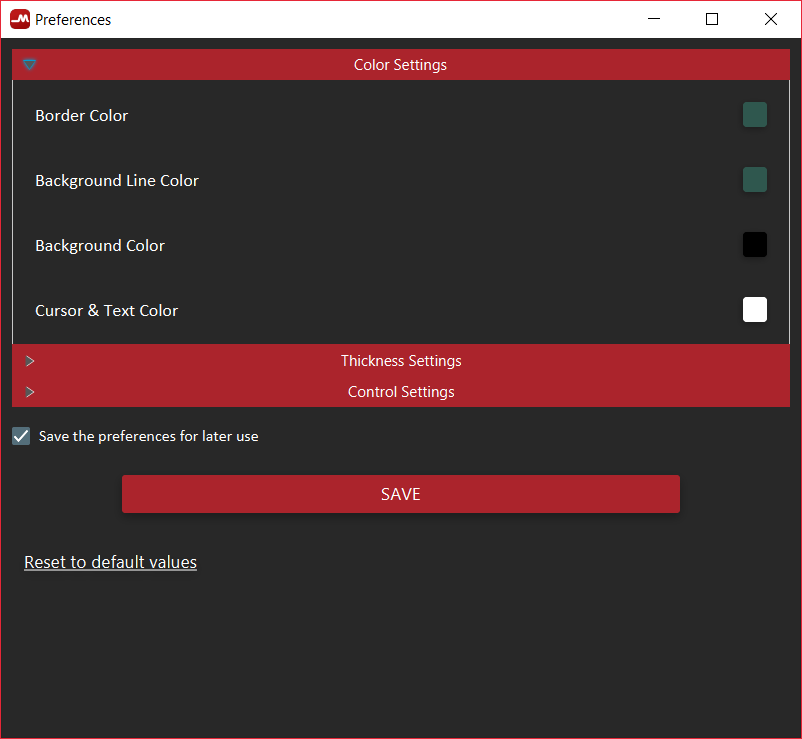 Preferences
Color Settings
Border Color
Background Line Color
Background Color
Cursor & Text Color
Thickness Settings
Control Settings
Save the preferences for later use
SAVE
Reset to default values